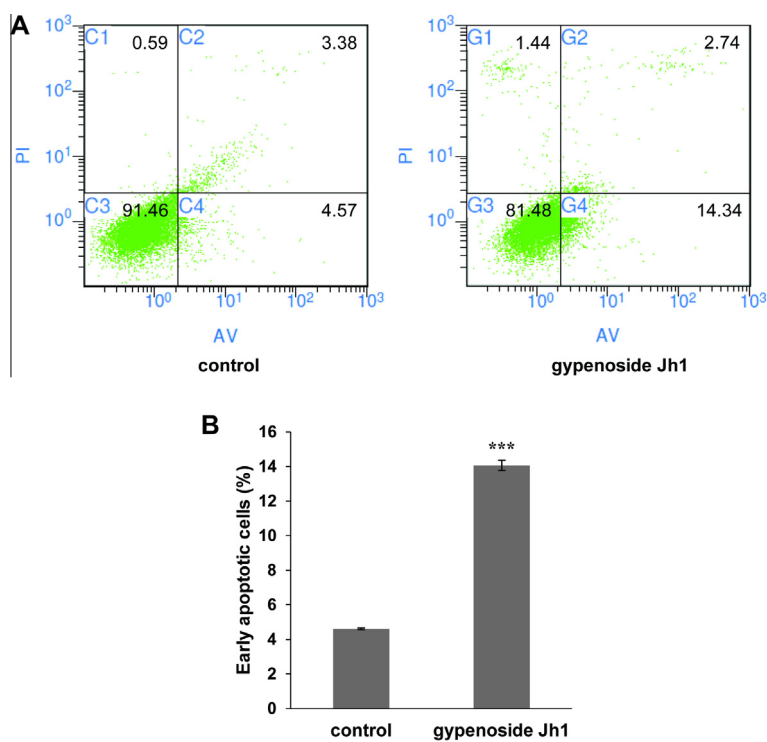 A
C1 0.59 C2 3.38
C3 91.46 C4 4.57
PI
10³
10²
10¹
10⁰
10⁰ 10¹ 10² 10³
AV
control
G1 1.44 G2 2.74
G3 81.48 G4 14.34
PI
10³
10²
10¹
10⁰
10⁰ 10¹ 10² 10³
AV
gypenoside Jh1
B
Early apoptotic cells (%)
16
14
12
10
8
6
4
2
0
***
control gypenoside Jh1